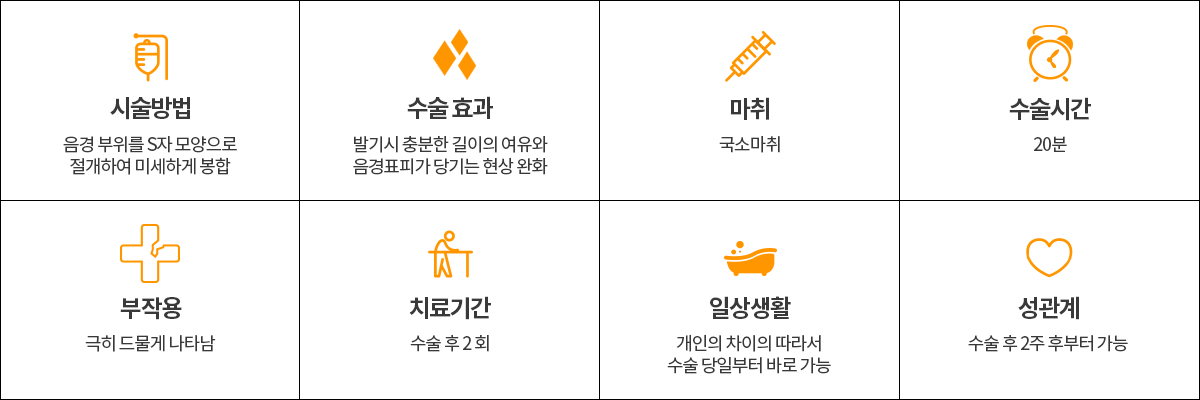 시술방법
음경 부위를 S자 모양으로
절개하여 미세하게 봉합
수술 효과
발기시 충분한 길이의 여유와
음경표피가 당기는 현상 완화
마취
국소마취
수술시간
20분
부작용
극히 드물게 나타남
치료기간
수술 후 2 회
일상생활
개인의 차이의 따라서
수술 당일부터 바로 가능
성관계
수술 후 2주 후부터 가능